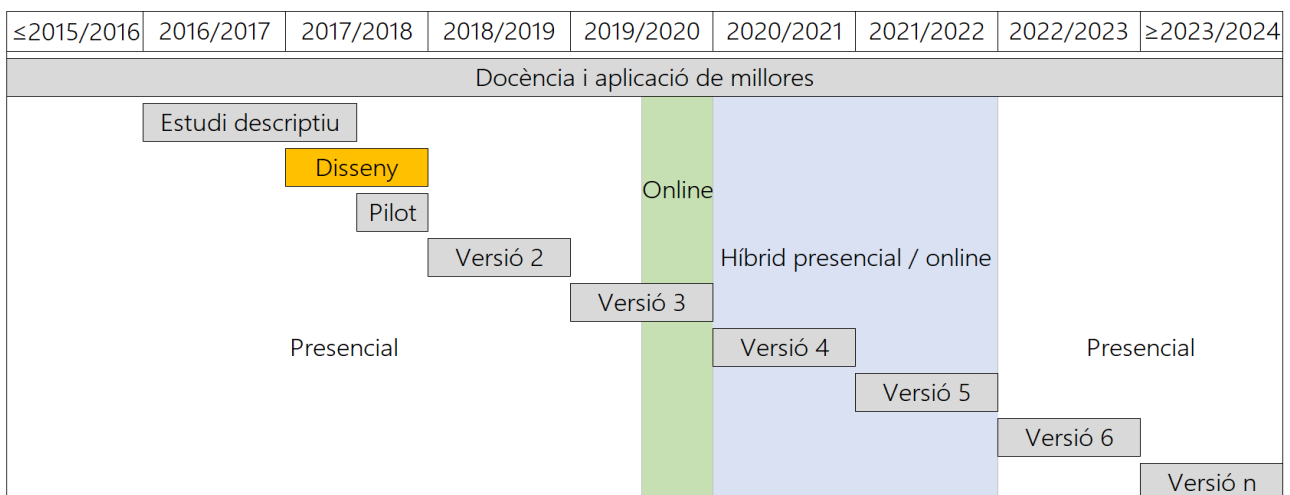 ≤2015/2016 2016/2017 2017/2018 2018/2019 2019/2020 2020/2021 2021/2022 2022/2023 ≥2023/2024
Docència i aplicació de millores
Estudi descriptiu
Disseny
Online
Pilot
Versió 2
Híbrid presencial / online
Versió 3
Presencial
Versió 4
Presencial
Versió 5
Versió 6
Versió n